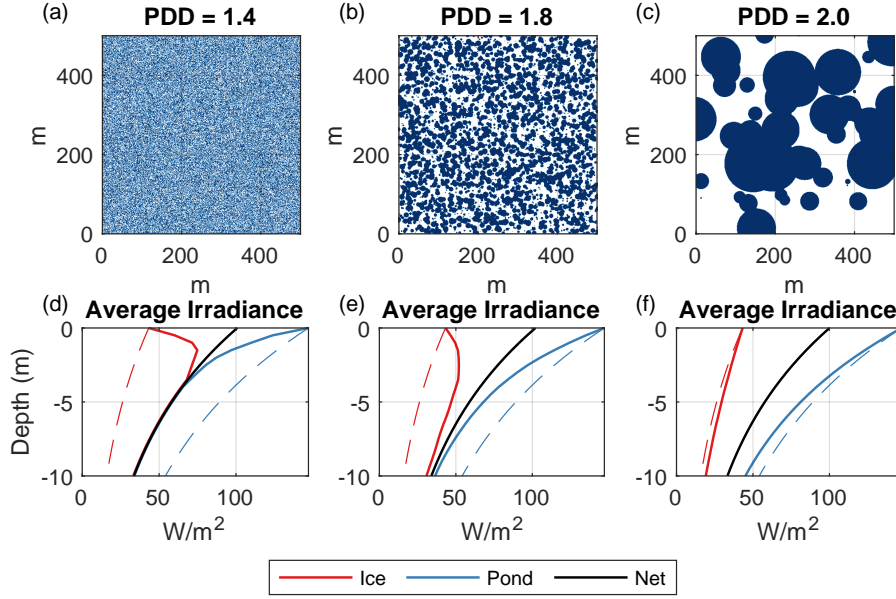 (a) PDD = 1.4
400
200
0
m
0 200 400
m
(b) PDD = 1.8
400
200
0
m
0 200 400
m
(c) PDD = 2.0
400
200
0
m
0 200 400
m
(d) Average Irradiance
0
-5
-10
Depth (m)
0 50 100
W/m²
(e) Average Irradiance
0
-5
-10
0 50 100
W/m²
(f) Average Irradiance
0
-5
-10
0 50 100
W/m²
Ice Pond Net